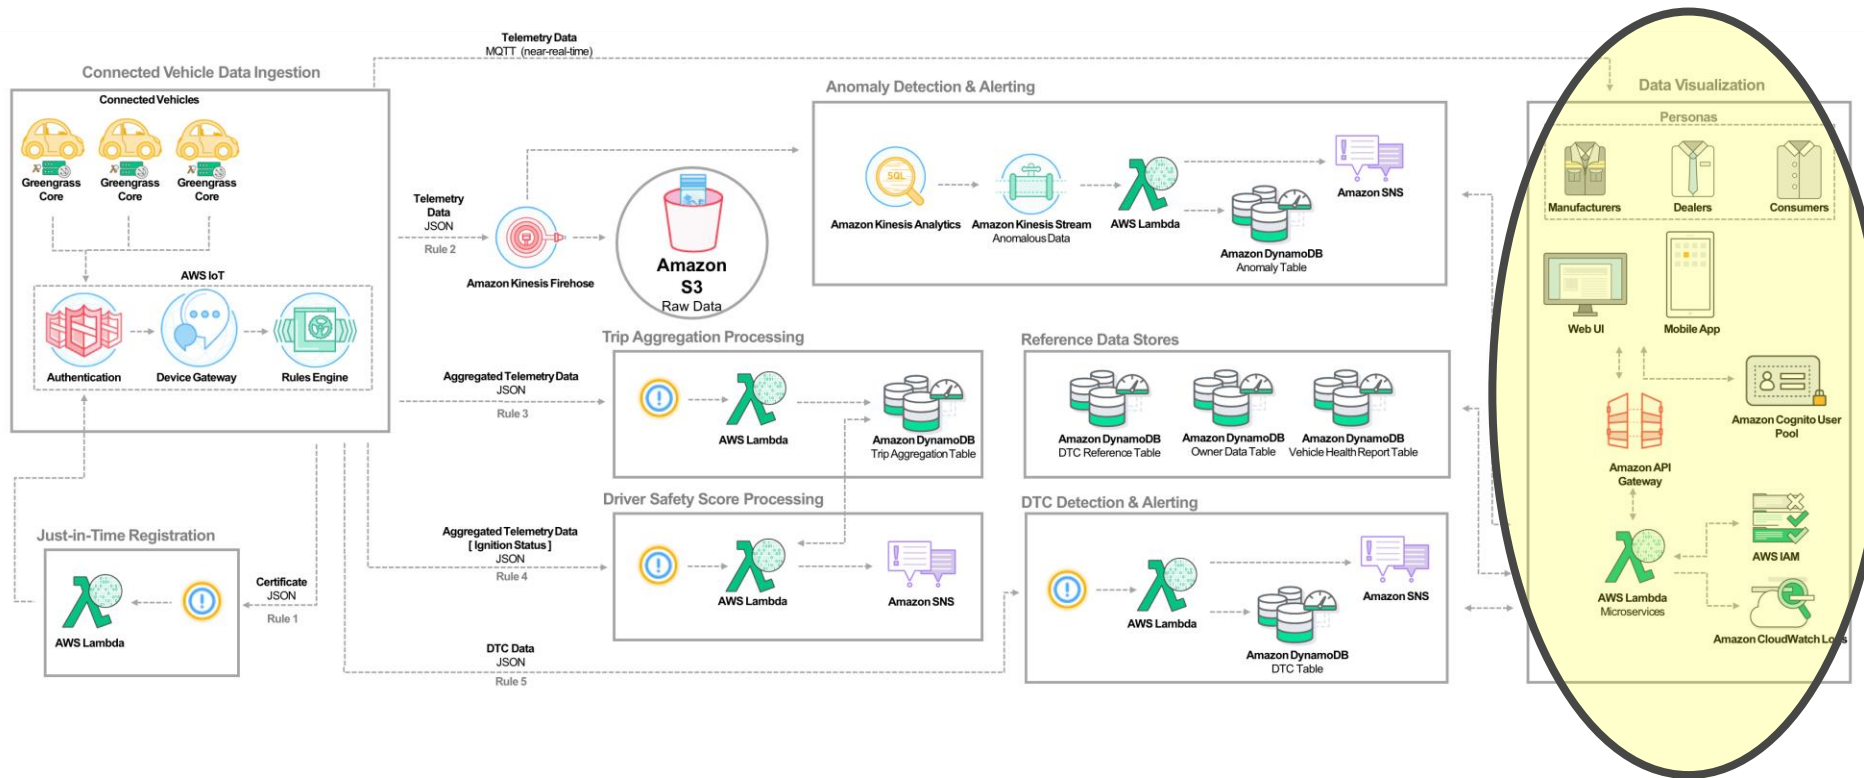 Telemetry Data
MQTT (near-real-time)
Connected Vehicle Data Ingestion
Connected Vehicles
Greengrass
Core
Greengrass
Core
Greengrass
Core
AWS IoT
Authentication
Device Gateway
Rules Engine
Just-in-Time Registration
AWS Lambda
Certificate
JSON
Rule 1
Telemetry
Data
JSON
Rule 2
Amazon Kinesis Firehose
Amazon
S3
Raw Data
Anomaly Detection & Alerting
SQL
Amazon Kinesis Analytics
Amazon Kinesis Stream
Anomalous Data
AWS Lambda
Amazon SNS
Amazon DynamoDB
Anomaly Table
Aggregated Telemetry Data
JSON
Rule 3
Trip Aggregation Processing
AWS Lambda
Amazon DynamoDB
Trip Aggregation Table
Reference Data Stores
Amazon DynamoDB
DTC Reference Table
Amazon DynamoDB
Owner Data Table
Amazon DynamoDB
Vehicle Health Report Table
Aggregated Telemetry Data
[ Ignition Status ]
JSON
Rule 4
Driver Safety Score Processing
AWS Lambda
Amazon SNS
DTC Data
JSON
Rule 5
DTC Detection & Alerting
AWS Lambda
Amazon SNS
Amazon DynamoDB
DTC Table
Data Visualization
Personas
Manufacturers
Dealers
Consumers
Web UI
Mobile App
Amazon Cognito User
Pool
Amazon API
Gateway
AWS IAM
AWS Lambda
Microservices
Amazon CloudWatch Logs